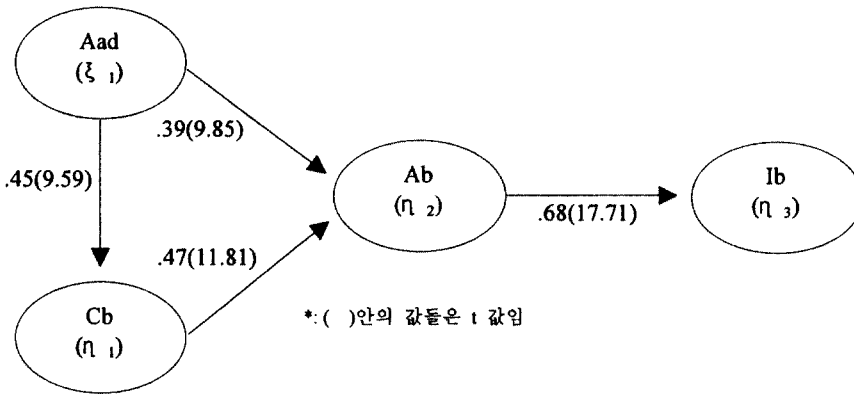 Aad
(ξ ₁)
.39(9.85)
.45(9.59)
Ab
(η ₂)
Ib
(η ₃)
.68(17.71)
.47(11.81)
Cb
(η ₁)
*:( )안의 값들은 t 값임